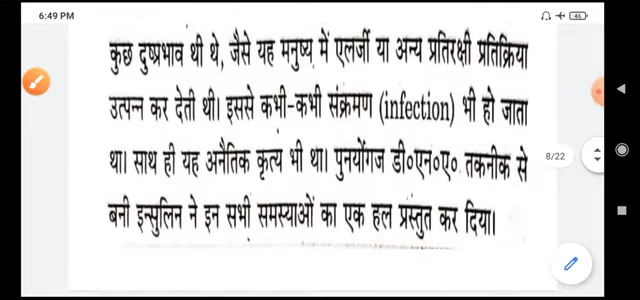 6:49 PM
46
कुछ दुष्प्रभाव थी थे, जैसे यह मनुष्य में एलर्जी या अन्य प्रतिरक्षी प्रतिक्रिया
उत्पन्न कर देती थी। इससे कभी-कभी संक्रमण (infection) भी हो जाता
था। साथ ही यह अनैतिक कृत्य भी था। पुनर्योगज डी०एन०ए० तकनीक से
8/22
बनी इन्सुलिन ने इन सभी समस्याओं का एक हल प्रस्तुत कर दिया।